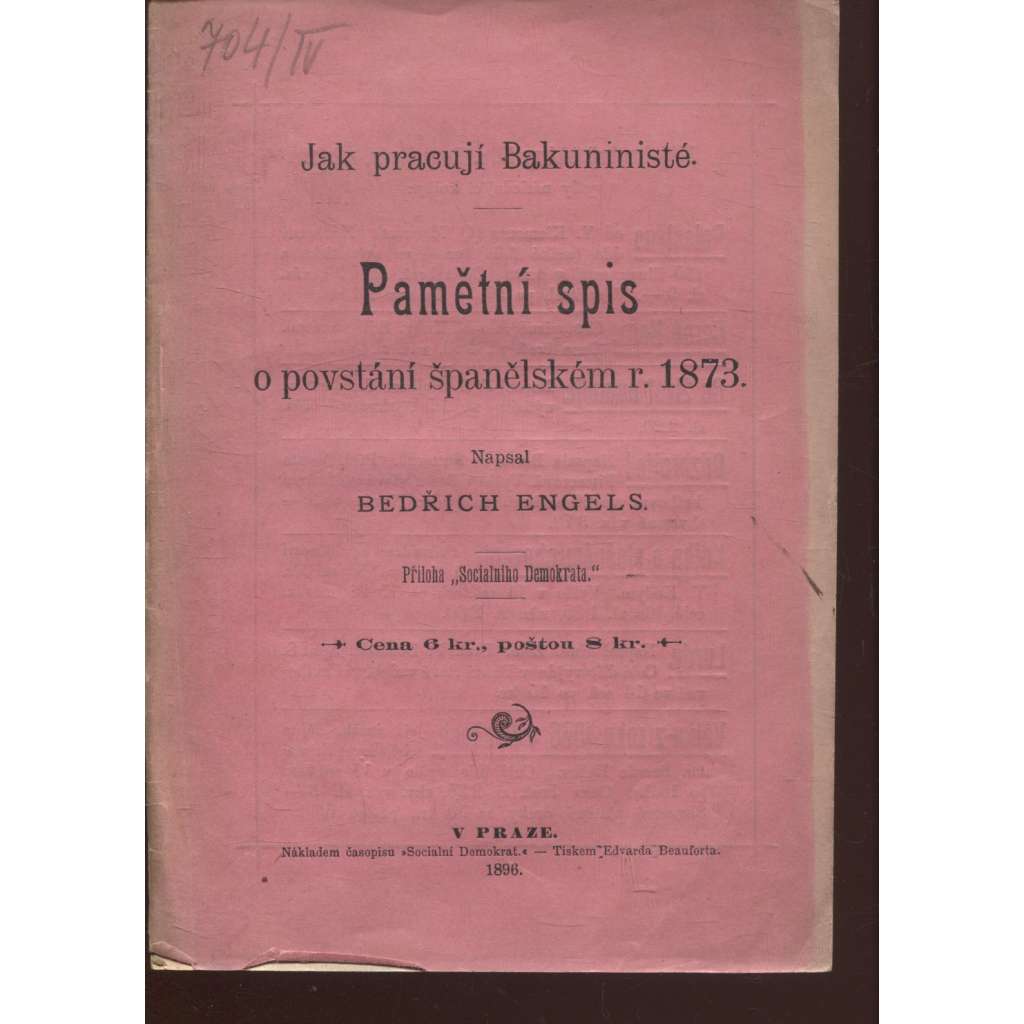 704/IV
Jak pracují Bakuninisté.
Pamětní spis
o povstání španělském r. 1873.
Napsal
BEDŘICH ENGELS.
Příloha „Socialního Demokrata.“
Cena 6 kr., poštou 8 kr.
V PRAZE.
Nákladem časopisu »Socialní Demokrat.« — Tiskem Edvarda Beauforta.
1896.